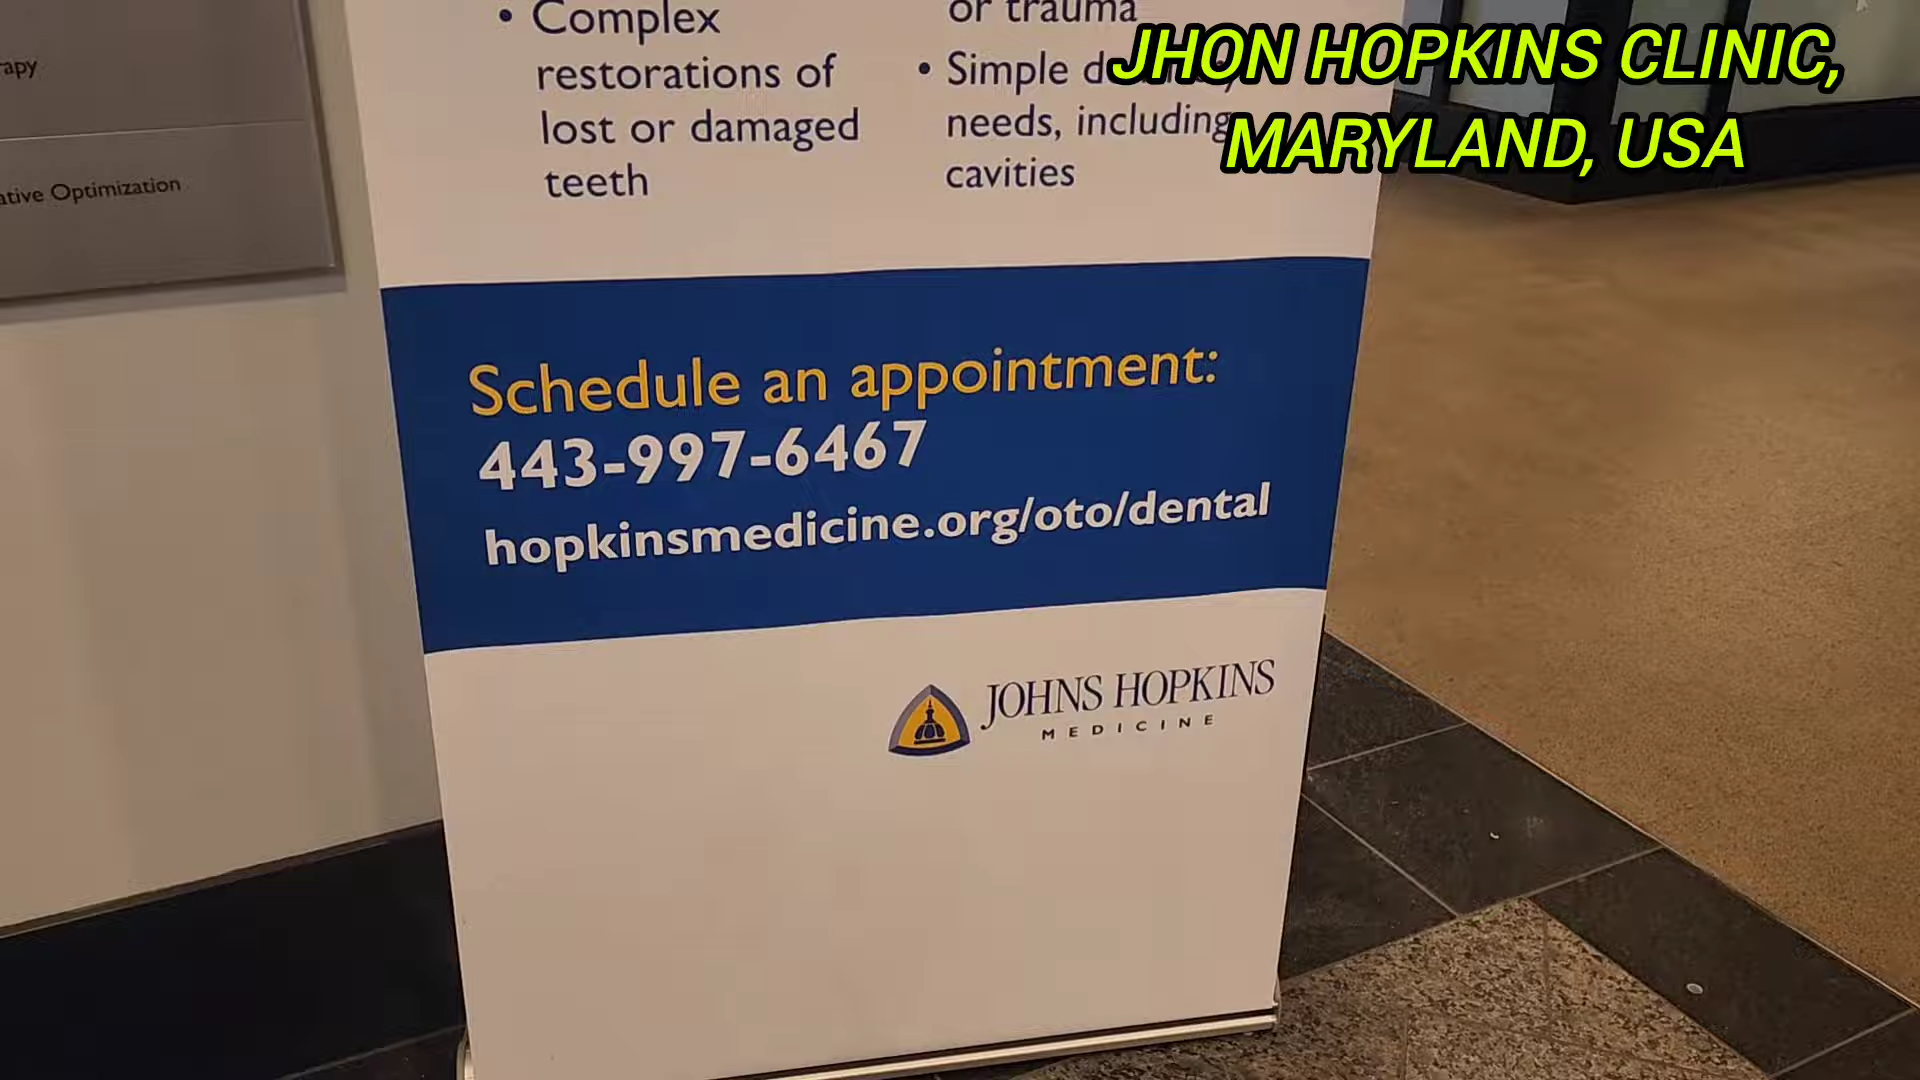 apy
ative Optimization
• Complex
restorations of
lost or damaged
teeth
or trauma
• Simple
needs, including
cavities
JHON HOPKINS CLINIC,
MARYLAND, USA
Schedule an appointment:
443-997-6467
hopkinsmedicine.org/oto/dental
JOHNS HOPKINS
MEDICINE